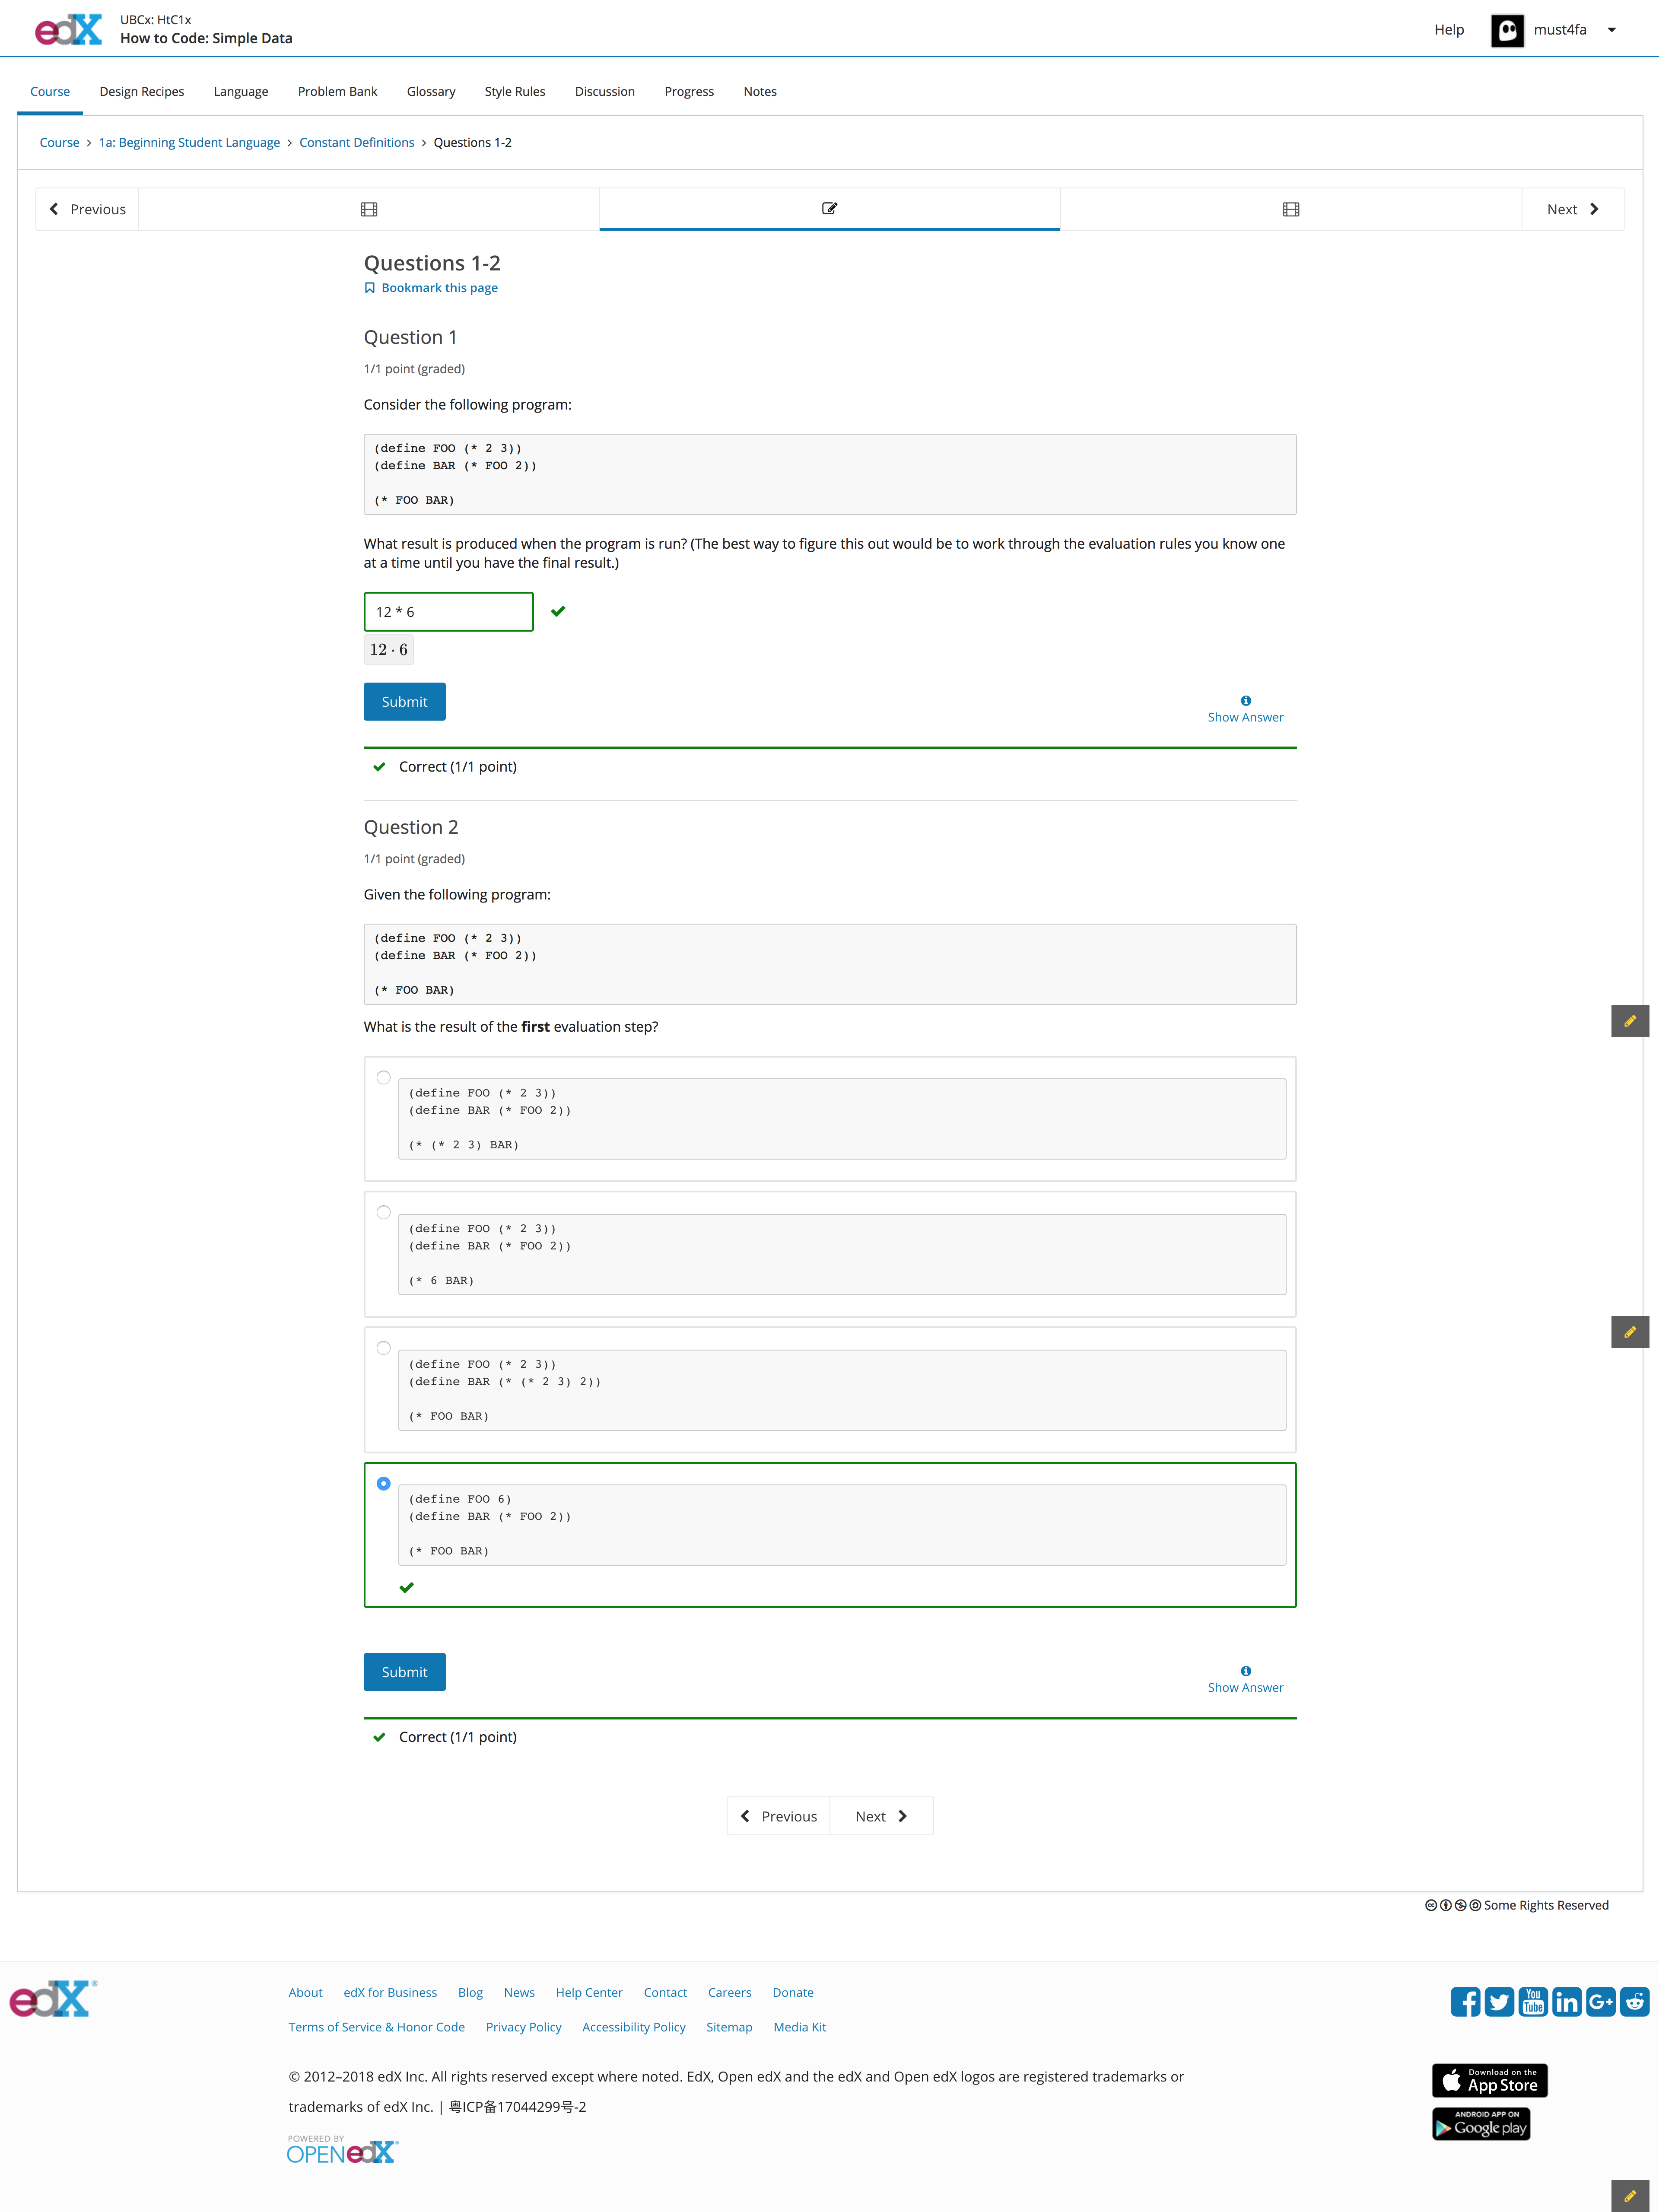 edX
UBCx: HtC1x
How to Code: Simple Data
Help
must4fa
Course
Design Recipes
Language
Problem Bank
Glossary
Style Rules
Discussion
Progress
Notes
Course > 1a: Beginning Student Language > Constant Definitions > Questions 1-2
Previous
Next
Questions 1-2
Bookmark this page
Question 1
1/1 point (graded)
Consider the following program:
(define FOO (* 2 3))
(define BAR (* FOO 2))
(* FOO BAR)
What result is produced when the program is run? (The best way to figure this out would be to work through the evaluation rules you know one
at a time until you have the final result.)
12 * 6
12 · 6
Submit
Show Answer
Correct (1/1 point)
Question 2
1/1 point (graded)
Given the following program:
(define FOO (* 2 3))
(define BAR (* FOO 2))
(* FOO BAR)
What is the result of the first evaluation step?
(define FOO (* 2 3))
(define BAR (* FOO 2))
(* (* 2 3) BAR)
(define FOO (* 2 3))
(define BAR (* FOO 2))
(* 6 BAR)
(define FOO (* 2 3))
(define BAR (* (* 2 3) 2))
(* FOO BAR)
(define FOO 6)
(define BAR (* FOO 2))
(* FOO BAR)
Submit
Show Answer
Correct (1/1 point)
Previous
Next
Some Rights Reserved
edX
About edX for Business Blog News Help Center Contact Careers Donate
Terms of Service & Honor Code Privacy Policy Accessibility Policy Sitemap Media Kit
You
Tube
in
G+
© 2012–2018 edX Inc. All rights reserved except where noted. EdX, Open edX and the edX and Open edX logos are registered trademarks or
trademarks of edX Inc. | 粤ICP备17044299号-2
Download on the
App Store
ANDROID APP ON
Google play
POWERED BY
OPEN edX